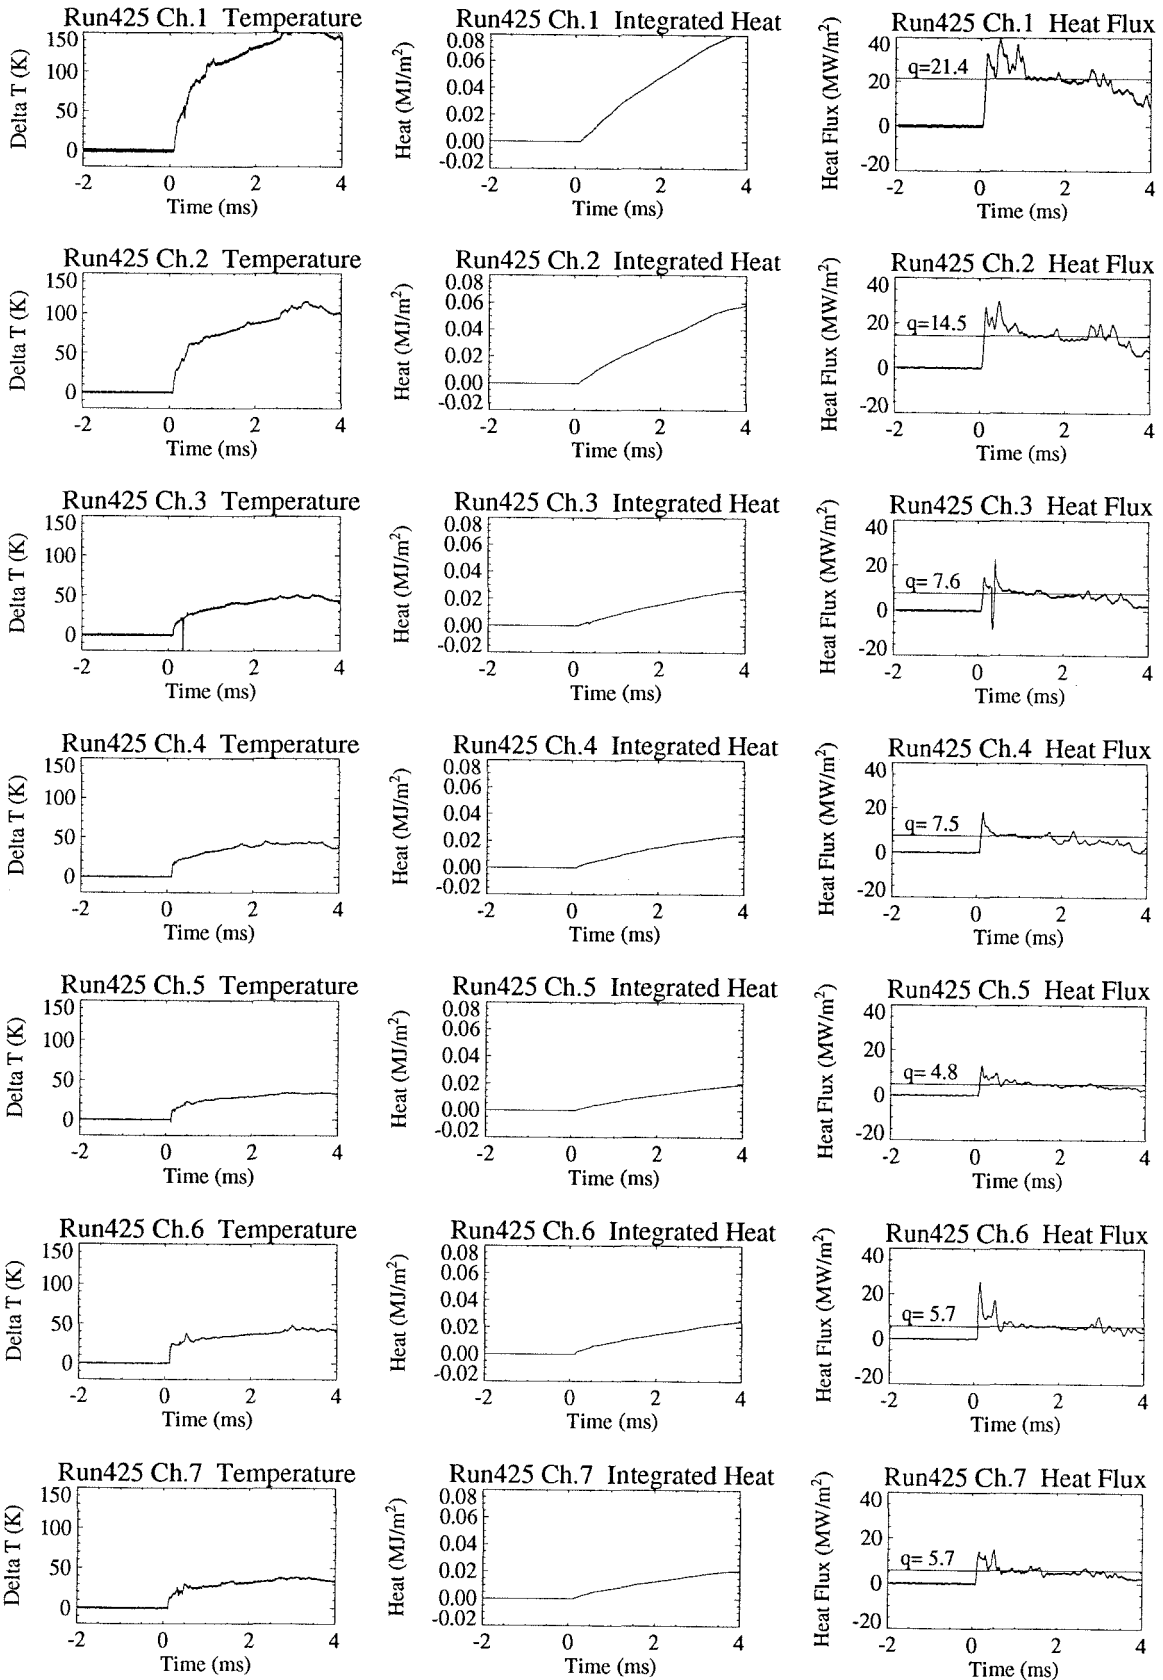 Run425 Ch.1 Temperature
Delta T (K)
150
100
50
0
-2 0 2 4
Time (ms)
Run425 Ch.1 Integrated Heat
Heat (MJ/m²)
0.08
0.06
0.04
0.02
0.00
-0.02
-2 0 2 4
Time (ms)
Run425 Ch.1 Heat Flux
Heat Flux (MW/m²)
40
20
0
-20
q=21.4
-2 0 2 4
Time (ms)
Run425 Ch.2 Temperature
Delta T (K)
150
100
50
0
-2 0 2 4
Time (ms)
Run425 Ch.2 Integrated Heat
Heat (MJ/m²)
0.08
0.06
0.04
0.02
0.00
-0.02
-2 0 2 4
Time (ms)
Run425 Ch.2 Heat Flux
Heat Flux (MW/m²)
40
20
0
-20
q=14.5
-2 0 2 4
Time (ms)
Run425 Ch.3 Temperature
Delta T (K)
150
100
50
0
-2 0 2 4
Time (ms)
Run425 Ch.3 Integrated Heat
Heat (MJ/m²)
0.08
0.06
0.04
0.02
0.00
-0.02
-2 0 2 4
Time (ms)
Run425 Ch.3 Heat Flux
Heat Flux (MW/m²)
40
20
0
-20
q= 7.6
-2 0 2 4
Time (ms)
Run425 Ch.4 Temperature
Delta T (K)
150
100
50
0
-2 0 2 4
Time (ms)
Run425 Ch.4 Integrated Heat
Heat (MJ/m²)
0.08
0.06
0.04
0.02
0.00
-0.02
-2 0 2 4
Time (ms)
Run425 Ch.4 Heat Flux
Heat Flux (MW/m²)
40
20
0
-20
q= 7.5
-2 0 2 4
Time (ms)
Run425 Ch.5 Temperature
Delta T (K)
150
100
50
0
-2 0 2 4
Time (ms)
Run425 Ch.5 Integrated Heat
Heat (MJ/m²)
0.08
0.06
0.04
0.02
0.00
-0.02
-2 0 2 4
Time (ms)
Run425 Ch.5 Heat Flux
Heat Flux (MW/m²)
40
20
0
-20
q= 4.8
-2 0 2 4
Time (ms)
Run425 Ch.6 Temperature
Delta T (K)
150
100
50
0
-2 0 2 4
Time (ms)
Run425 Ch.6 Integrated Heat
Heat (MJ/m²)
0.08
0.06
0.04
0.02
0.00
-0.02
-2 0 2 4
Time (ms)
Run425 Ch.6 Heat Flux
Heat Flux (MW/m²)
40
20
0
-20
q= 5.7
-2 0 2 4
Time (ms)
Run425 Ch.7 Temperature
Delta T (K)
150
100
50
0
-2 0 2 4
Time (ms)
Run425 Ch.7 Integrated Heat
Heat (MJ/m²)
0.08
0.06
0.04
0.02
0.00
-0.02
-2 0 2 4
Time (ms)
Run425 Ch.7 Heat Flux
Heat Flux (MW/m²)
40
20
0
-20
q= 5.7
-2 0 2 4
Time (ms)